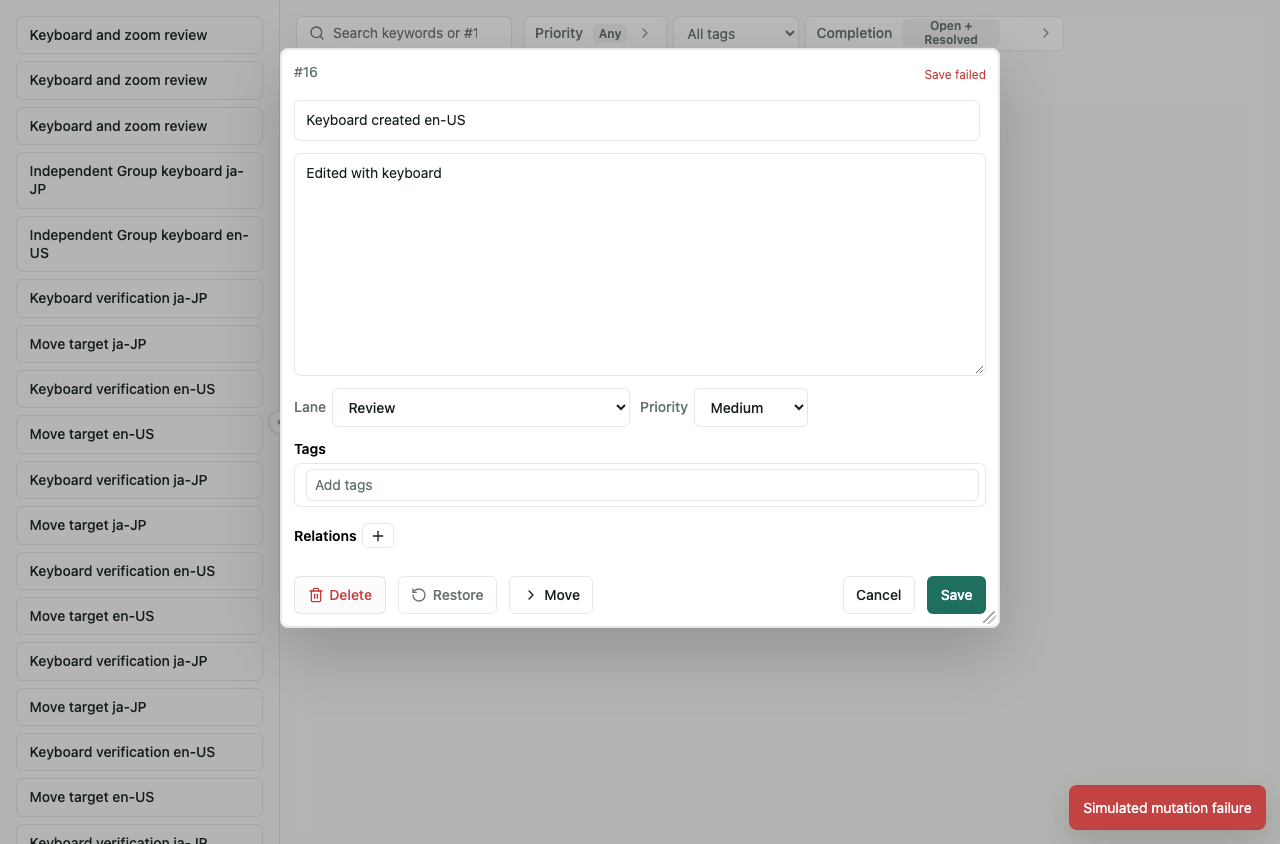 Keyboard and zoom review
Keyboard and zoom review
Keyboard and zoom review
Independent Group keyboard ja-
JP
Independent Group keyboard en-
US
Keyboard verification ja-JP
Move target ja-JP
Keyboard verification en-US
Move target en-US
Keyboard verification ja-JP
Move target ja-JP
Keyboard verification en-US
Move target en-US
Keyboard verification ja-JP
Move target ja-JP
Keyboard verification en-US
Move target en-US
Keyboard verification ja-JP
Search keywords or #1
Priority Any
All tags
Completion
Open +
Resolved
#16
Save failed
Keyboard created en-US
Edited with keyboard
Lane Review Priority Medium
Tags
Add tags
Relations +
Delete Restore Move Cancel Save
Simulated mutation failure